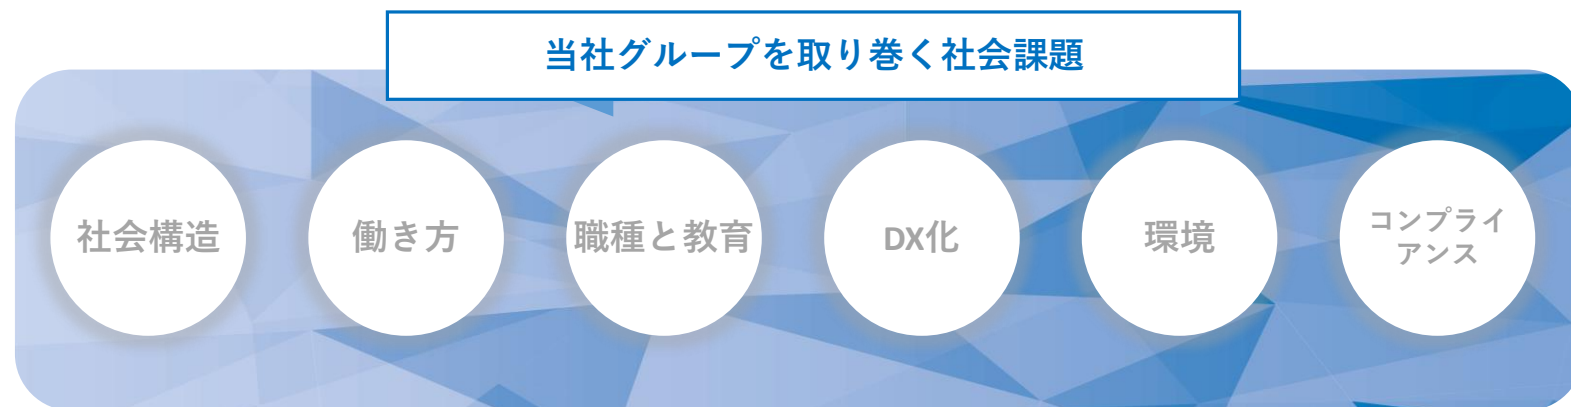 当社グループを取り巻く社会課題
社会構造
働き方
職種と教育
DX化
環境
コンプライ
アンス